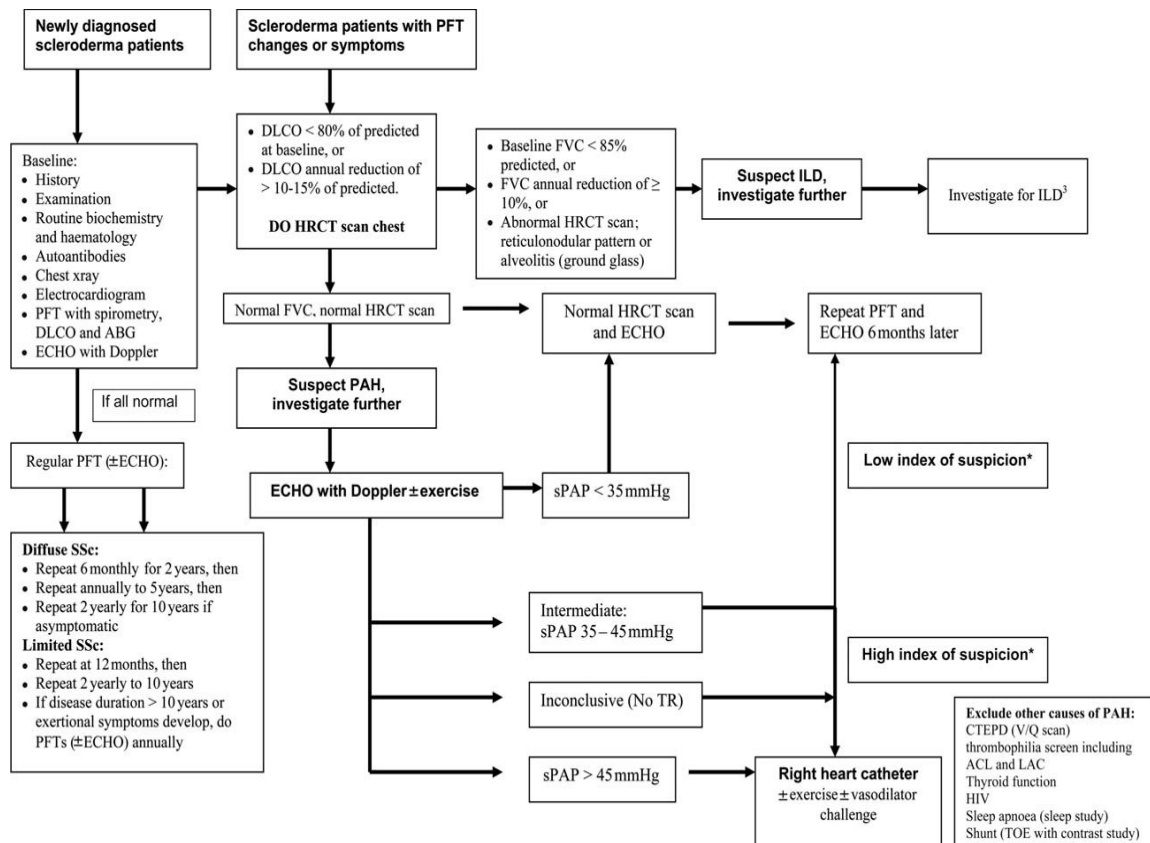 Newly diagnosed
scleroderma patients
Scleroderma patients with PFT
changes or symptoms
Baseline:
• History
• Examination
• Routine biochemistry
and haematology
• Autoantibodies
• Chest xray
• Electrocardiogram
• PFT with spirometry,
DLCO and ABG
• ECHO with Doppler
• DLCO < 80% of predicted
at baseline, or
• DLCO annual reduction of
> 10-15% of predicted.
DO HRCT scan chest
• Baseline FVC < 85%
predicted, or
• FVC annual reduction of ≥
10%, or
• Abnormal HRCT scan;
reticulonodular pattern or
alveolitis (ground glass)
Suspect ILD,
investigate further
Investigate for ILD³
Normal FVC, normal HRCT scan
Normal HRCT scan
and ECHO
Repeat PFT and
ECHO 6 months later
Suspect PAH,
investigate further
If all normal
Regular PFT (±ECHO):
ECHO with Doppler ± exercise
sPAP < 35 mmHg
Low index of suspicion*
Diffuse SSc:
• Repeat 6 monthly for 2 years, then
• Repeat annually to 5 years, then
• Repeat 2 yearly for 10 years if
asymptomatic
Limited SSc:
• Repeat at 12 months, then
• Repeat 2 yearly to 10 years
• If disease duration > 10 years or
exertional symptoms develop, do
PFTs (±ECHO) annually
Intermediate:
sPAP 35–45 mmHg
High index of suspicion*
Inconclusive (No TR)
sPAP > 45 mmHg
Right heart catheter
± exercise ± vasodilator
challenge
Exclude other causes of PAH:
CTEPD (V/Q scan)
thrombophilia screen including
ACL and LAC
Thyroid function
HIV
Sleep apnoea (sleep study)
Shunt (TOE with contrast study)